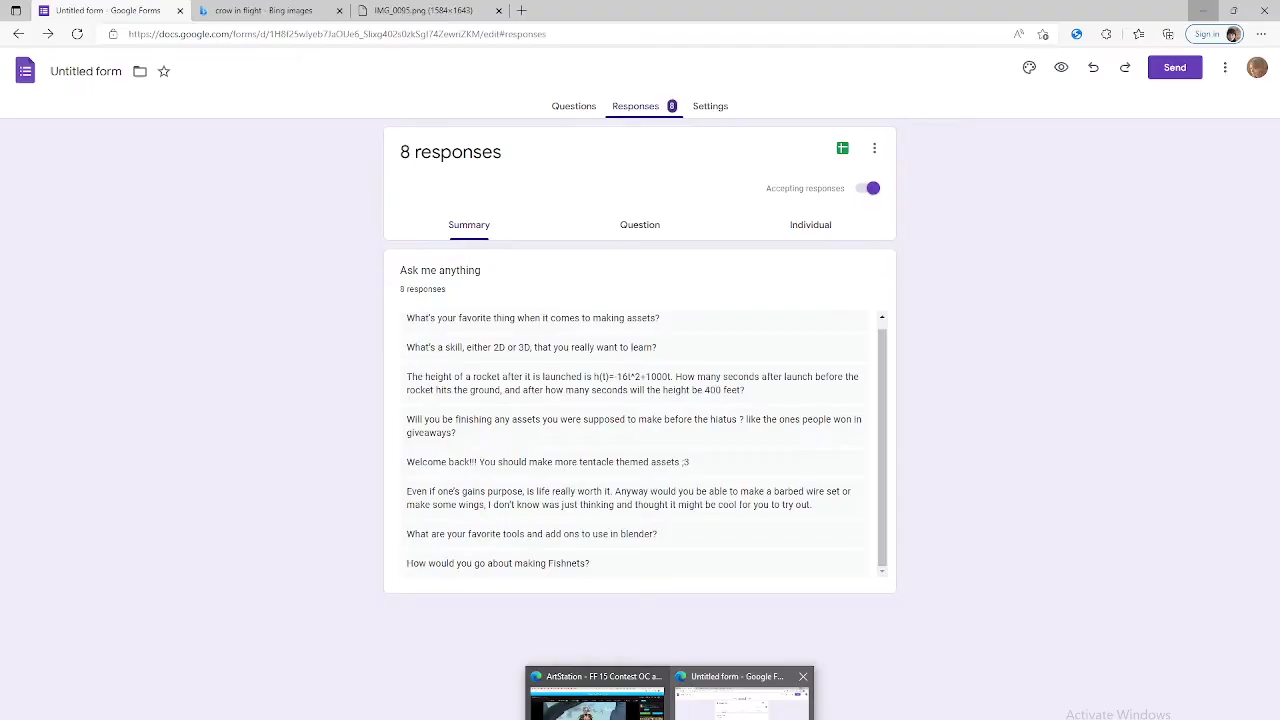 Untitled form - Google Forms
crow in flight - Bing images
IMG_0095.png (1584×1643)
Sign in
Untitled form
Send
Questions
Responses 8
Settings
8 responses
Accepting responses
Summary
Question
Individual
Ask me anything
8 responses
What's your favorite thing when it comes to making assets?
What's a skill, either 2D or 3D, that you really want to learn?
The height of a rocket after it is launched is h(t)=-16t^2+1000t. How many seconds after launch before the
rocket hits the ground, and after how many seconds will the height be 400 feet?
Will you be finishing any assets you were supposed to make before the hiatus ? like the ones people won in
giveaways?
Welcome back!!! You should make more tentacle themed assets ;3
Even if one's gains purpose, is life really worth it. Anyway would you be able to make a barbed wire set or
make some wings, I don't know was just thinking and thought it might be cool for you to try out.
What are your favorite tools and add ons to use in blender?
How would you go about making Fishnets?
ArtStation - FF 15 Contest OC a...
Untitled form - Google F...
Activate Windows